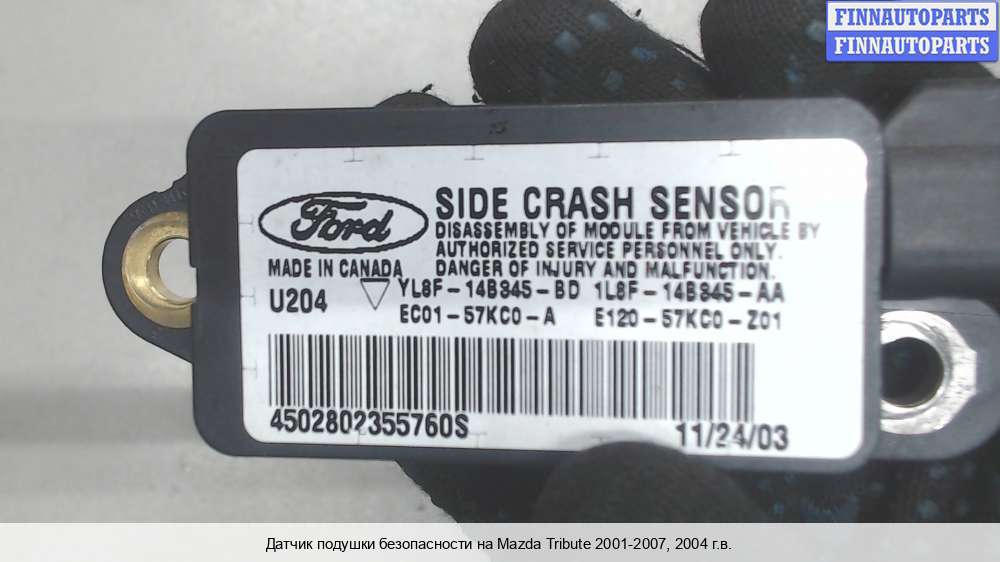 FINNAUTOPARTS
FINNAUTOPARTS
Ford
SIDE CRASH SENSOR
DISASSEMBLY OF MODULE FROM VEHICLE BY
AUTHORIZED SERVICE PERSONNEL ONLY.
DANGER OF INJURY AND MALFUNCTION.
MADE IN CANADA
U204
YL8F-14B345-BD 1L8F-14B345-AA
EC01-57KC0-A E120-57KC0-Z01
4502802355760S
11/24/03
Датчик подушки безопасности на Mazda Tribute 2001-2007, 2004 г.в.